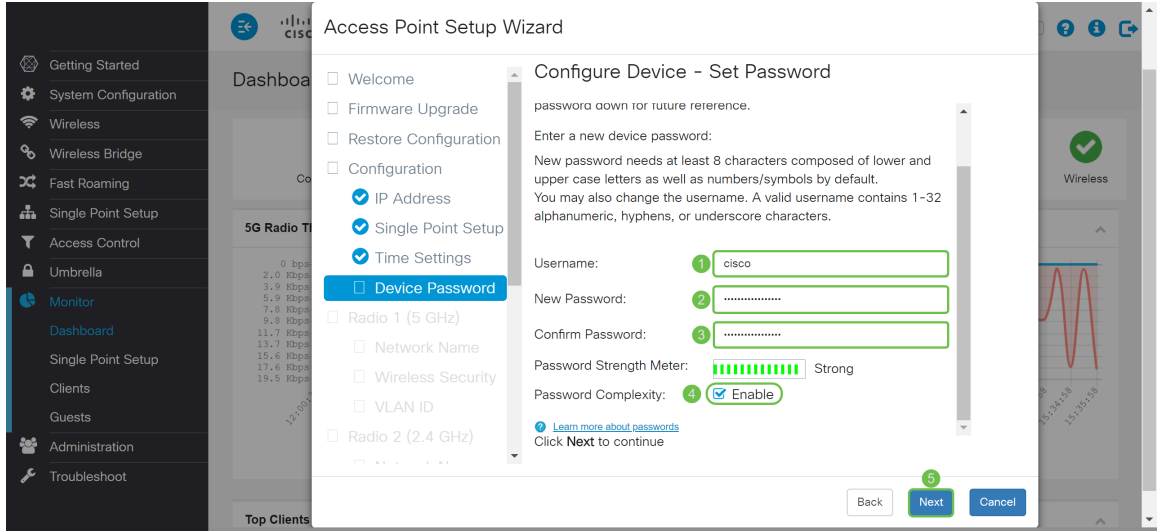 cisc
Access Point Setup Wizard
Getting Started
System Configuration
Wireless
Wireless Bridge
Fast Roaming
Single Point Setup
Access Control
Umbrella
Monitor
Dashboard
Single Point Setup
Clients
Guests
Administration
Troubleshoot
Dashboa
Co
Wireless
5G Radio Th
0 bps
2.0 Kbps
3.9 Kbps
5.9 Kbps
7.8 Kbps
9.8 Kbps
11.7 Kbps
13.7 Kbps
15.6 Kbps
17.6 Kbps
19.5 Kbps
15:34:58
15:35:58
Top Clients
Welcome
Firmware Upgrade
Restore Configuration
Configuration
IP Address
Single Point Setup
Time Settings
Device Password
Radio 1 (5 GHz)
Network Name
Wireless Security
VLAN ID
Radio 2 (2.4 GHz)
Configure Device - Set Password
password down for future reference.
Enter a new device password:
New password needs at least 8 characters composed of lower and
upper case letters as well as numbers/symbols by default.
You may also change the username. A valid username contains 1-32
alphanumeric, hyphens, or underscore characters.
Username: 1 cisco
New Password: 2 •••••••••••••••••
Confirm Password: 3 •••••••••••••••••
Password Strength Meter: Strong
Password Complexity: 4 Enable
? Learn more about passwords
Click Next to continue
5
Back Next Cancel